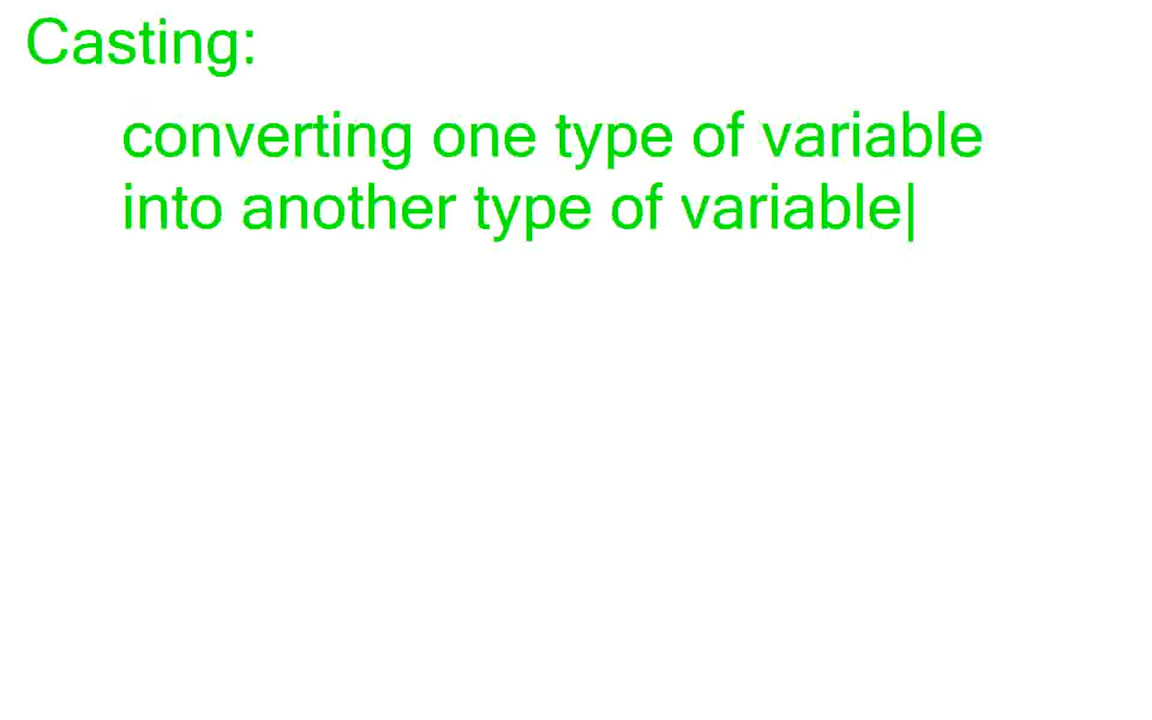 Casting:
converting one type of variable
into another type of variable